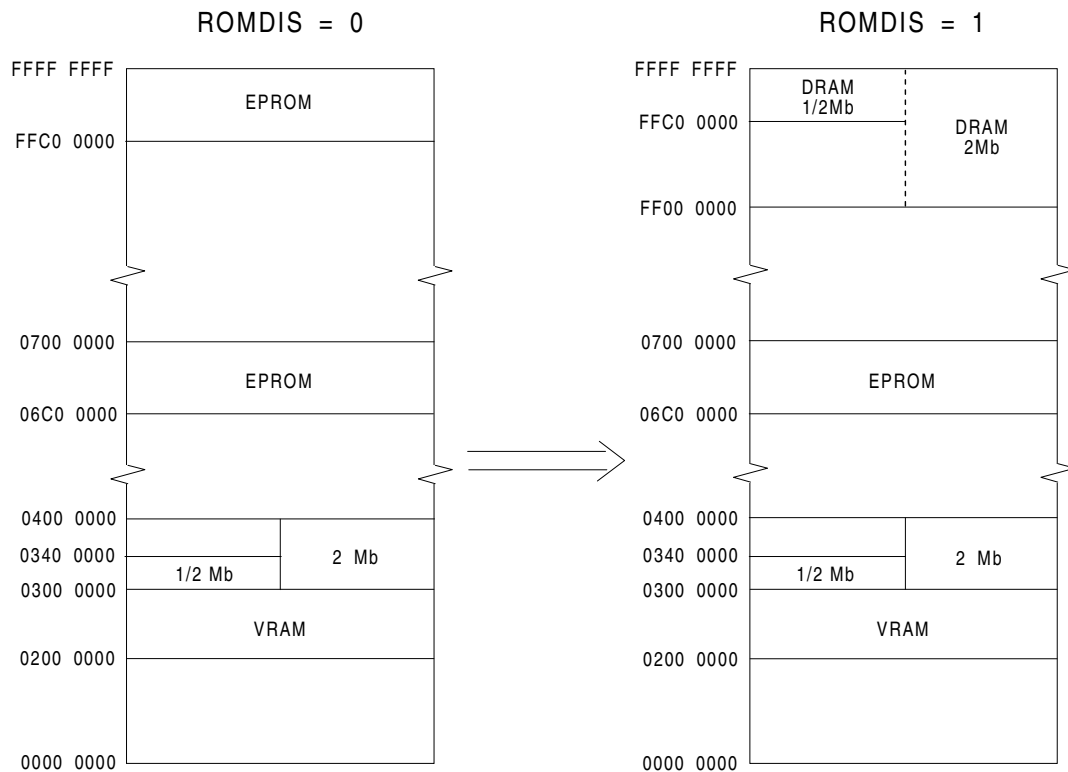 ROMDIS = 0
FFFF FFFF
EPROM
FFC0 0000
0700 0000
EPROM
06C0 0000
0400 0000
0340 0000
2 Mb
1/2 Mb
0300 0000
VRAM
0200 0000
0000 0000
ROMDIS = 1
FFFF FFFF
DRAM
1/2Mb
FFC0 0000
DRAM
2Mb
FF00 0000
0700 0000
EPROM
06C0 0000
0400 0000
0340 0000
2 Mb
1/2 Mb
0300 0000
VRAM
0200 0000
0000 0000